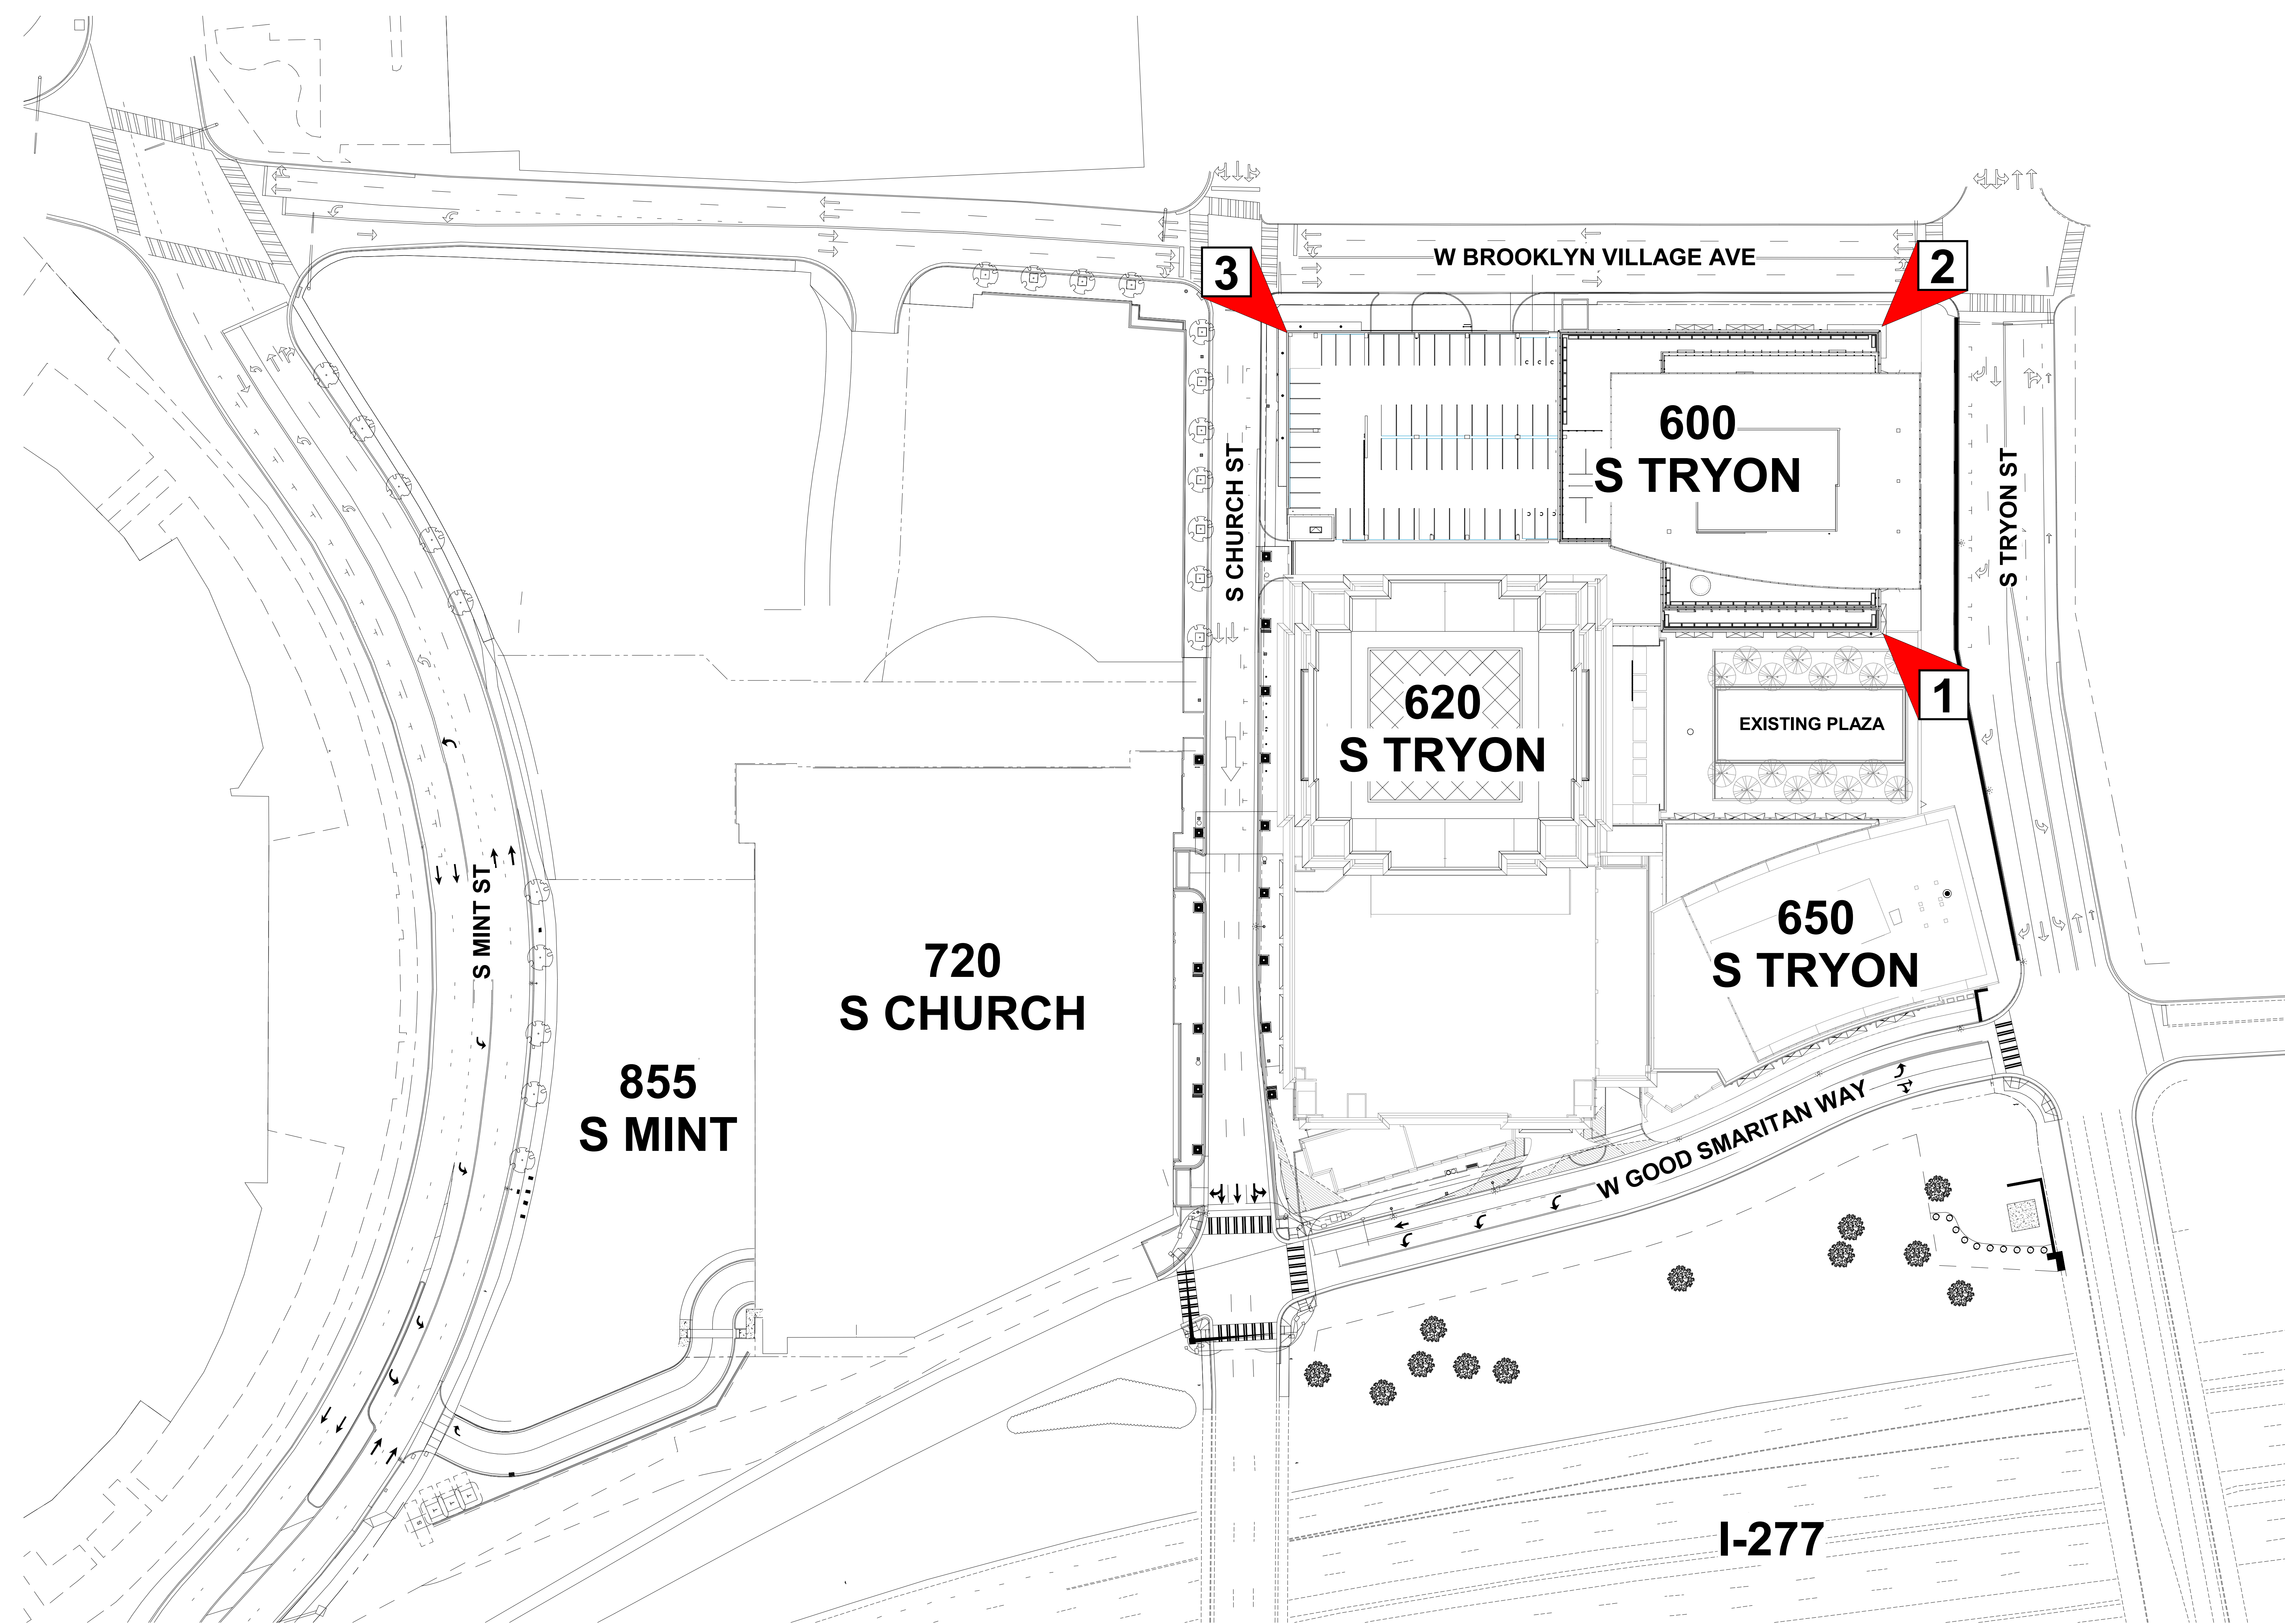 W BROOKLYN VILLAGE AVE
3
2
600
S TRYON
S CHURCH ST
S TRYON ST
1
620
S TRYON
EXISTING PLAZA
S MINT ST
650
S TRYON
720
S CHURCH
855
S MINT
W GOOD SMARITAN WAY
I-277